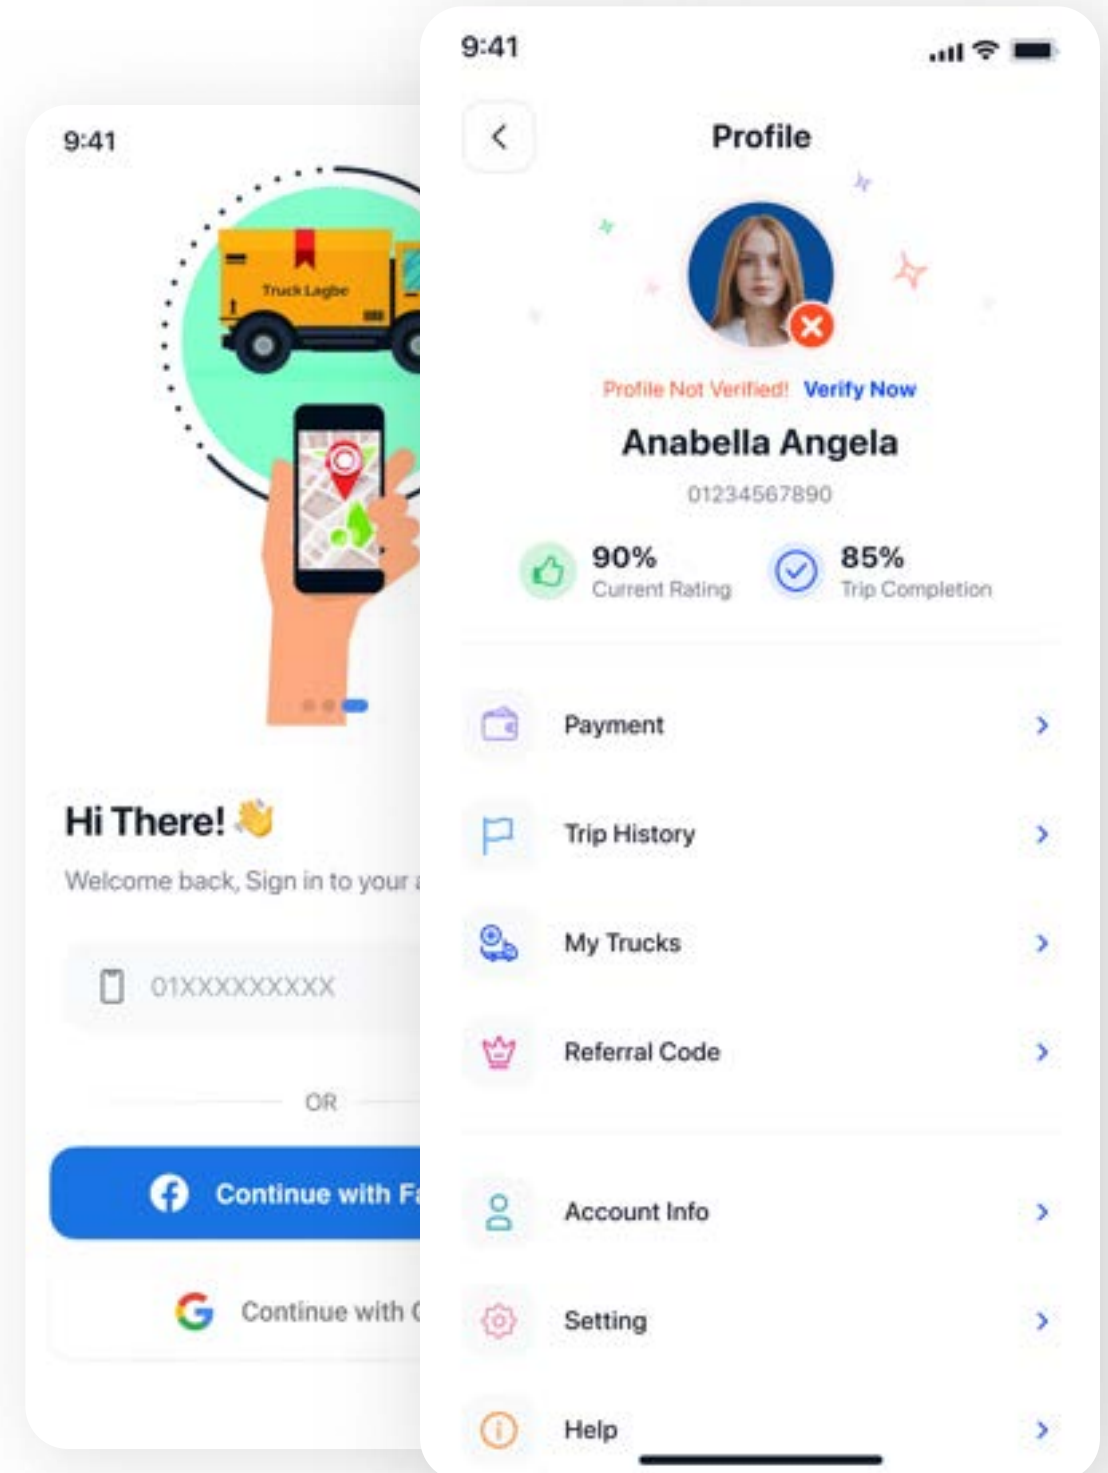 9:41
Truck Lagbe
Hi There! 👋
Welcome back, Sign in to your
01XXXXXXXXX
OR
Continue with Fa
Continue with
9:41
Profile
Profile Not Verified! Verify Now
Anabella Angela
01234567890
90%
Current Rating
85%
Trip Completion
Payment
Trip History
My Trucks
Referral Code
Account Info
Setting
Help